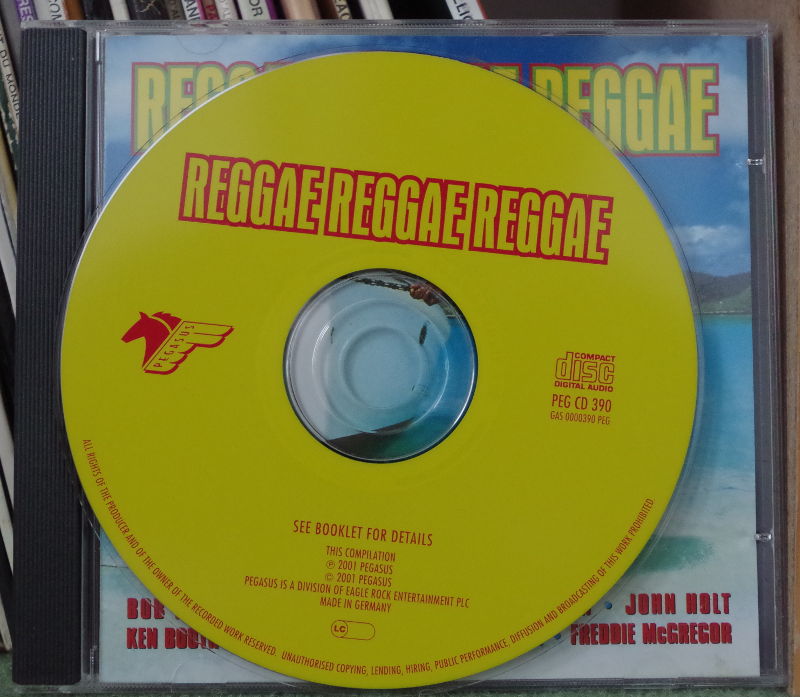 REGGAE
REGGAE REGGAE REGGAE
PEGASUS
COMPACT
disc
DIGITAL AUDIO
PEG CD 390
GAS 0000390 PEG
SEE BOOKLET FOR DETAILS
THIS COMPILATION
℗ 2001 PEGASUS
© 2001 PEGASUS
PEGASUS IS A DIVISION OF EAGLE ROCK ENTERTAINMENT PLC
MADE IN GERMANY
LC
ALL RIGHTS OF THE PRODUCER AND OF THE OWNER OF THE RECORDED WORK RESERVED. UNAUTHORISED COPYING, LENDING, HIRING, PUBLIC PERFORMANCE, DIFFUSION AND BROADCASTING OF THIS WORK PROHIBITED.
BOB • JOHN HOLT
KEN • FREDDIE McGREGOR